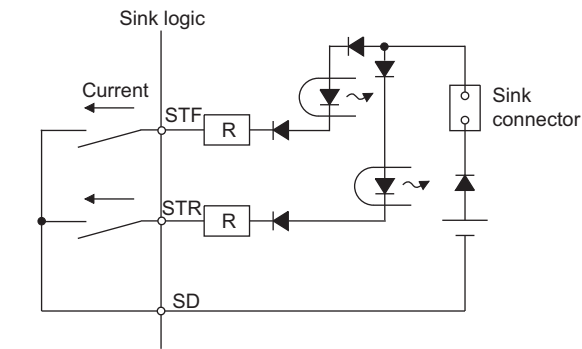 Sink logic
Current
STF
R
Sink
connector
STR
R
SD